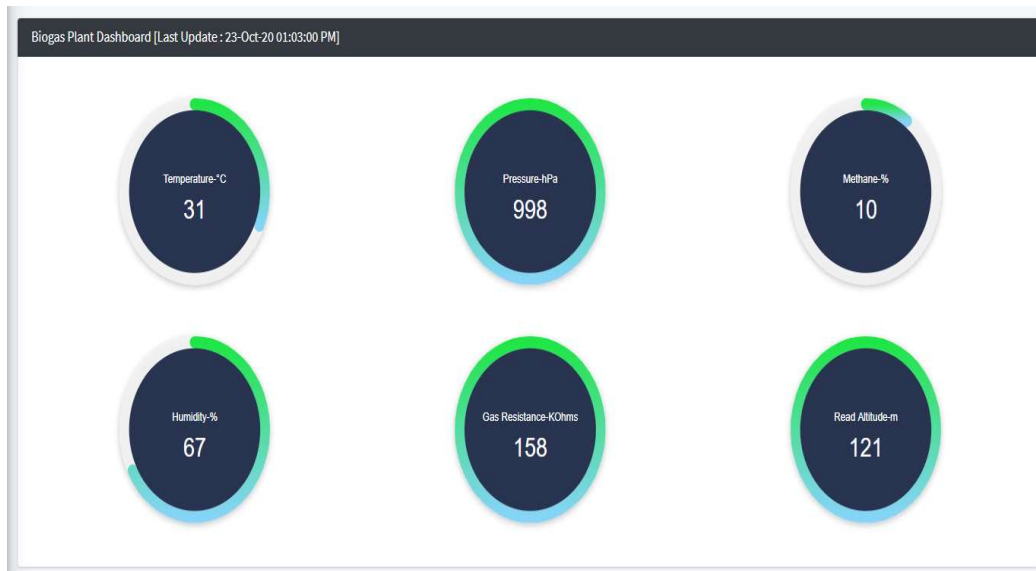 Biogas Plant Dashboard [Last Update : 23-Oct-20 01:03:00 PM]
Temperature-°C
31
Pressure-hPa
998
Methane-%
10
Humidity-%
67
Gas Resistance-KOhms
158
Read Altitude-m
121